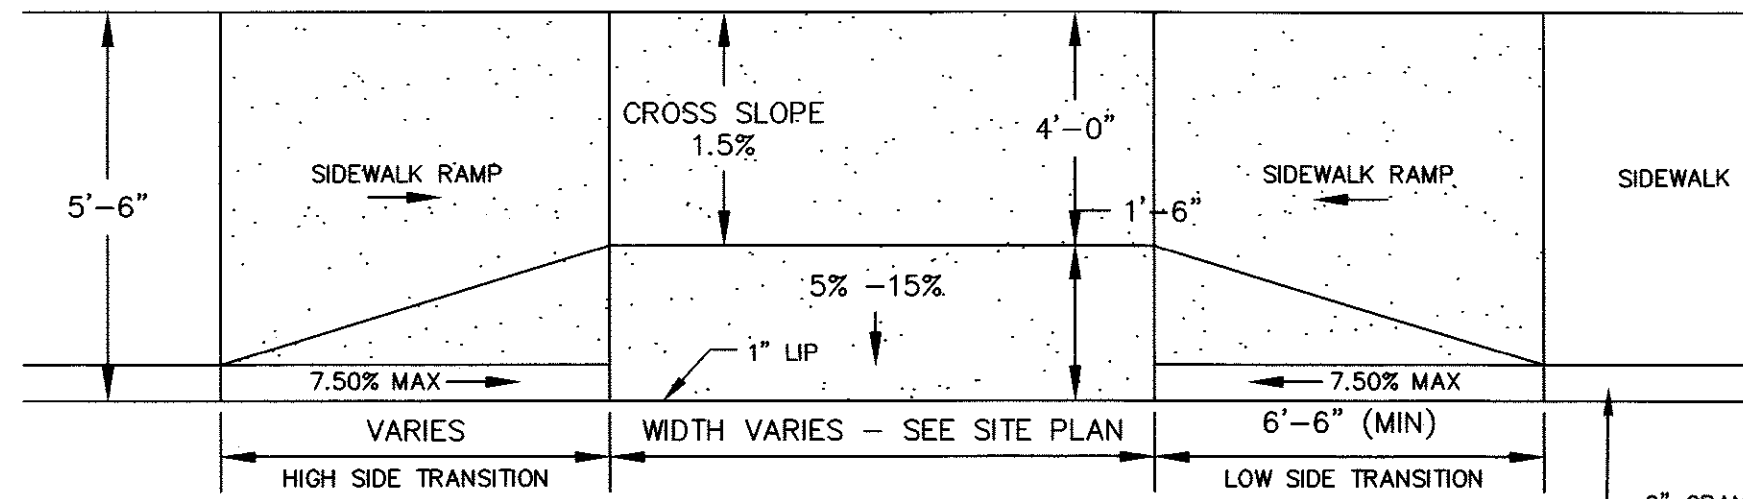 CROSS SLOPE
1.5%
4'-0"
SIDEWALK RAMP
SIDEWALK RAMP
SIDEWALK
5'-6"
1'-6"
5% -15%
1" LIP
7.50% MAX
7.50% MAX
VARIES
WIDTH VARIES - SEE SITE PLAN
6'-6" (MIN)
HIGH SIDE TRANSITION
LOW SIDE TRANSITION